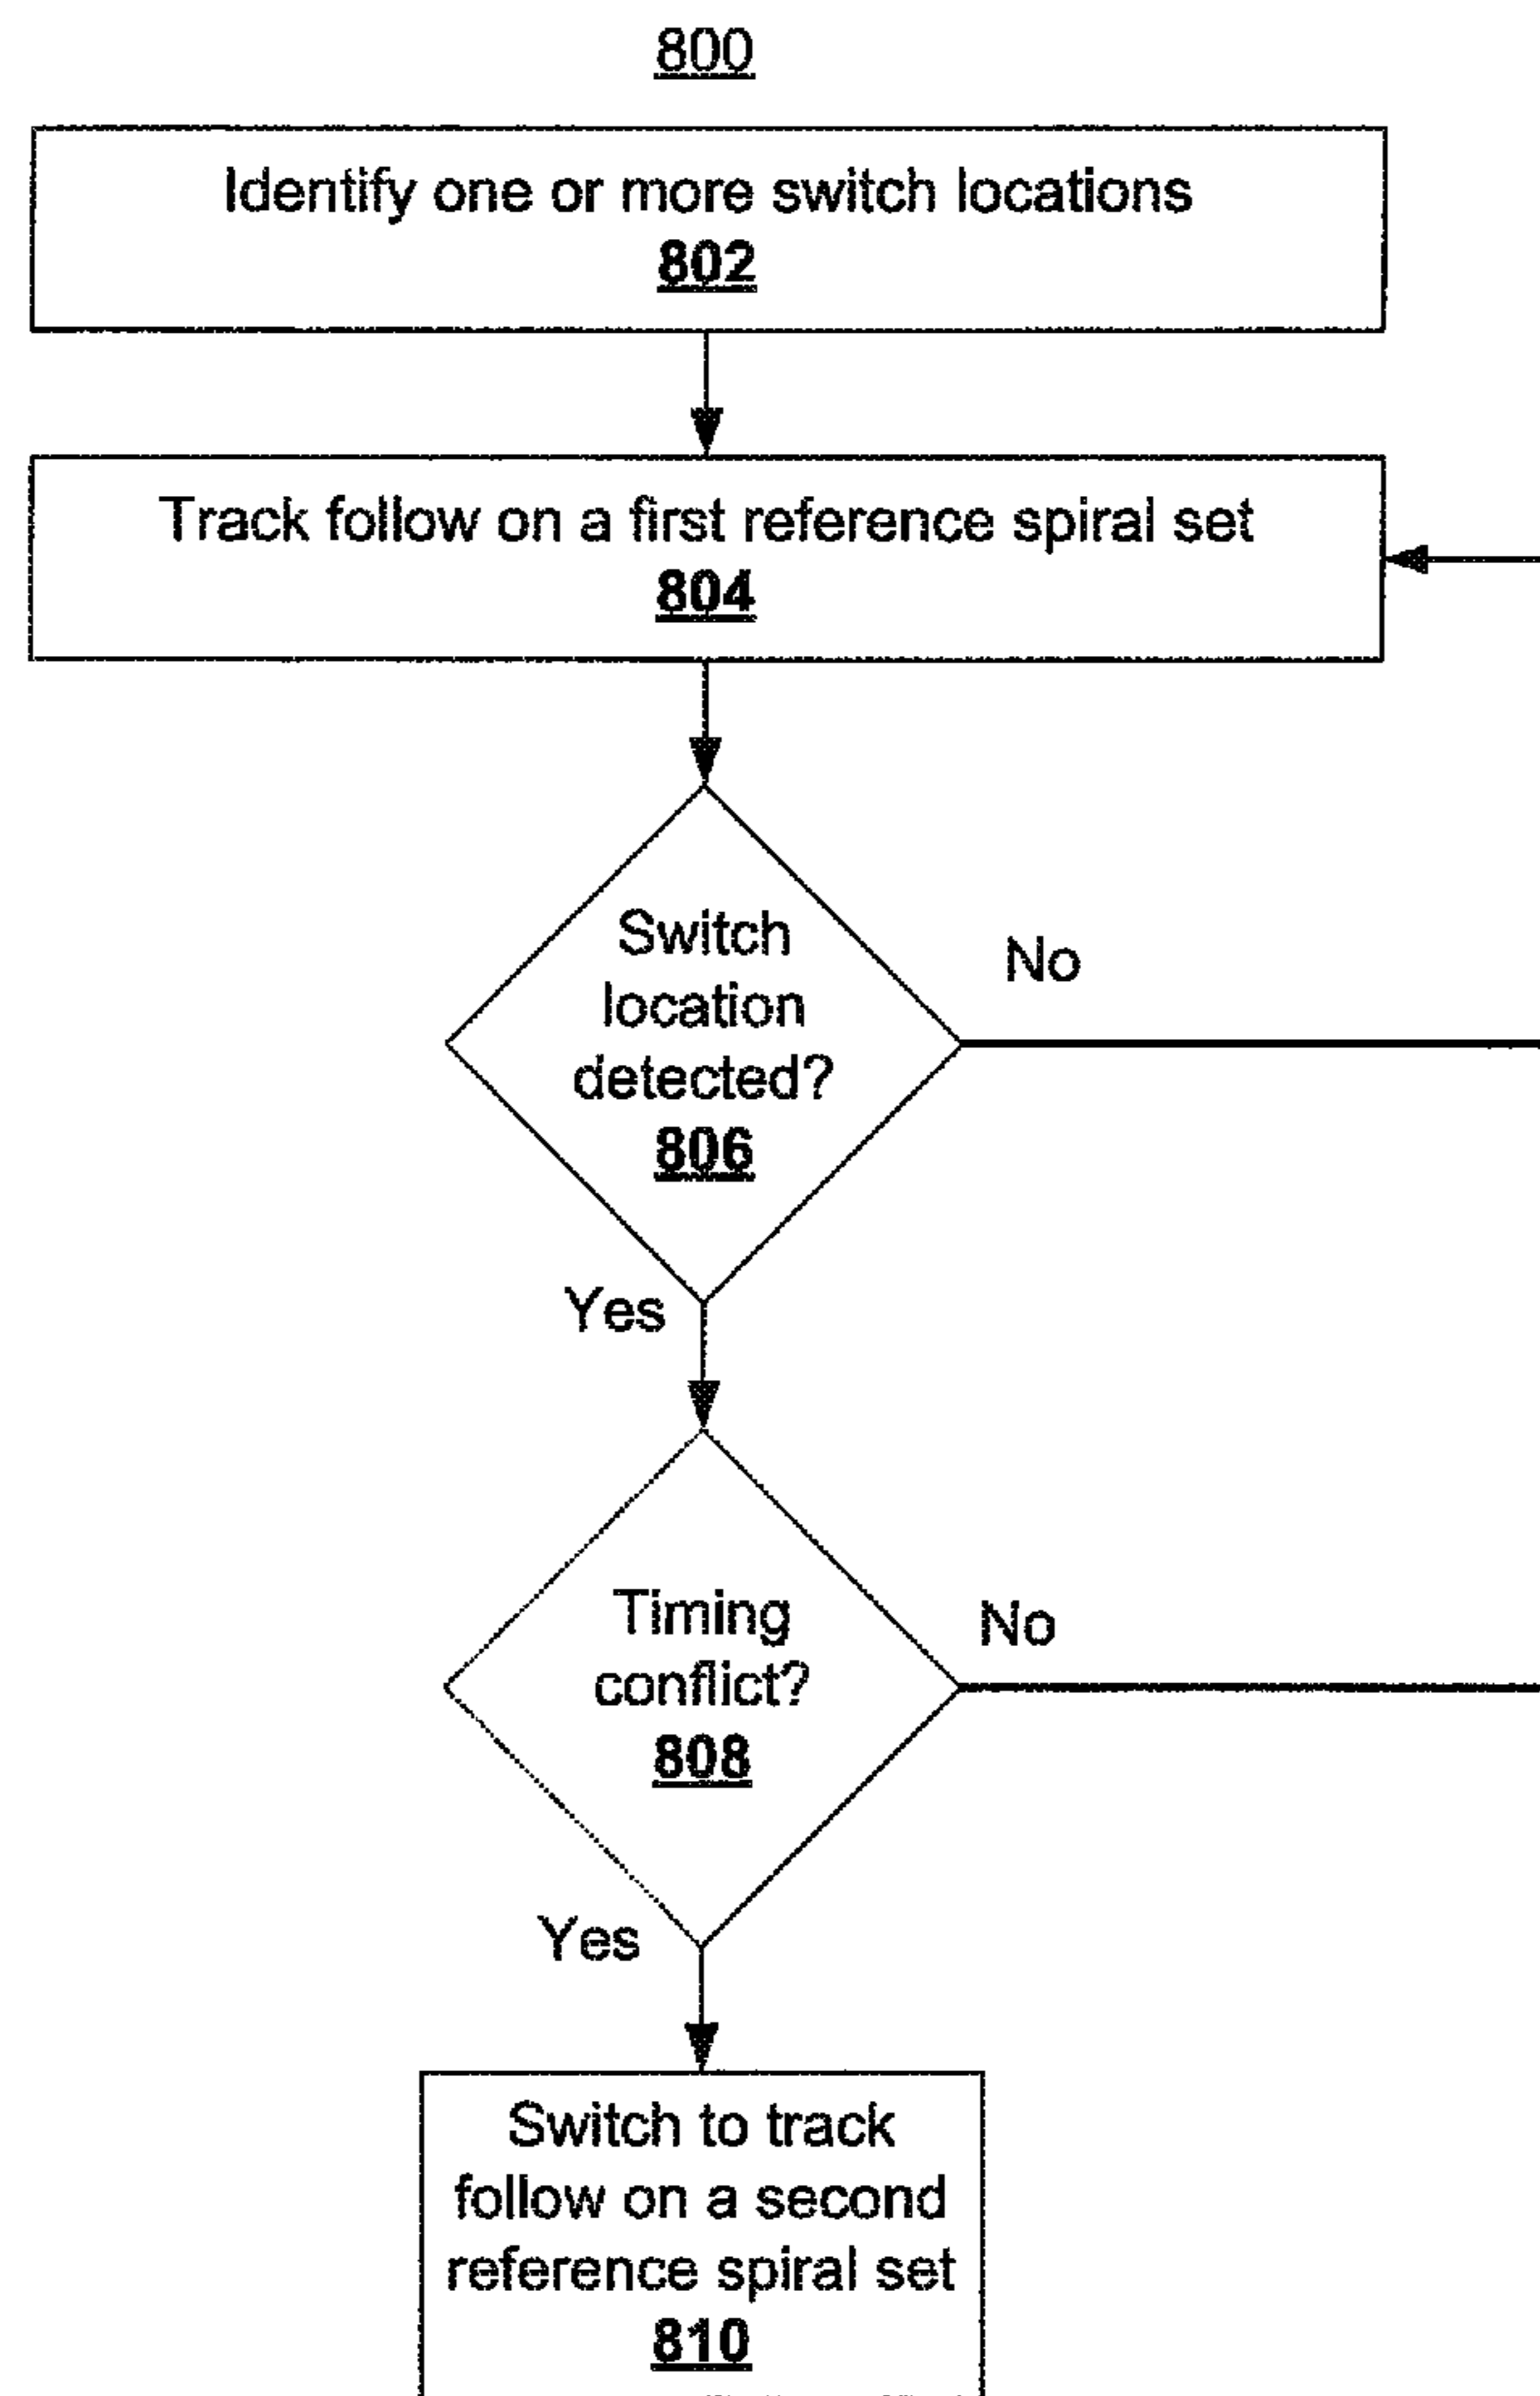 800
Identify one or more switch locations
802
Track follow on a first reference spiral set
804
Switch
location
detected?
806
No
Yes
Timing
conflict?
808
No
Yes
Switch to track
follow on a second
reference spiral set
810